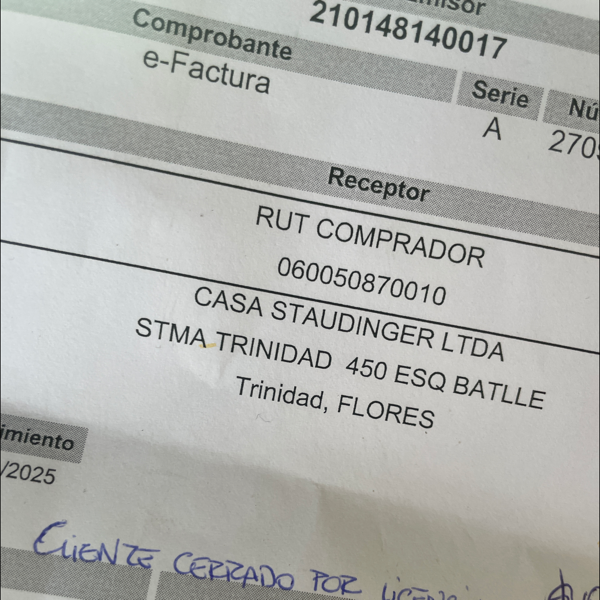 210148140017
Comprobante
e-Factura
Serie
A
Receptor
RUT COMPRADOR
060050870010
CASA STAUDINGER LTDA
STMA TRINIDAD 450 ESQ BATLLE
Trinidad, FLORES
/2025
CLIENTE CERRADO POR